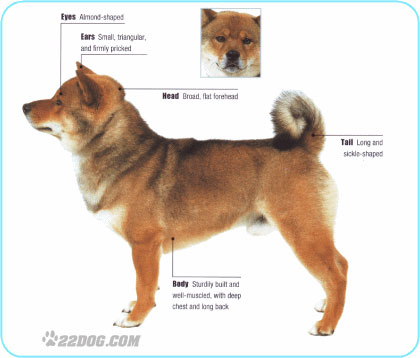 Eyes Almond-shaped
Ears Small, triangular,
and firmly pricked
Head Broad, flat forehead
Tail Long and
sickle-shaped
Body Sturdily built and
well-muscled, with deep
chest and long back
22DOG.COM